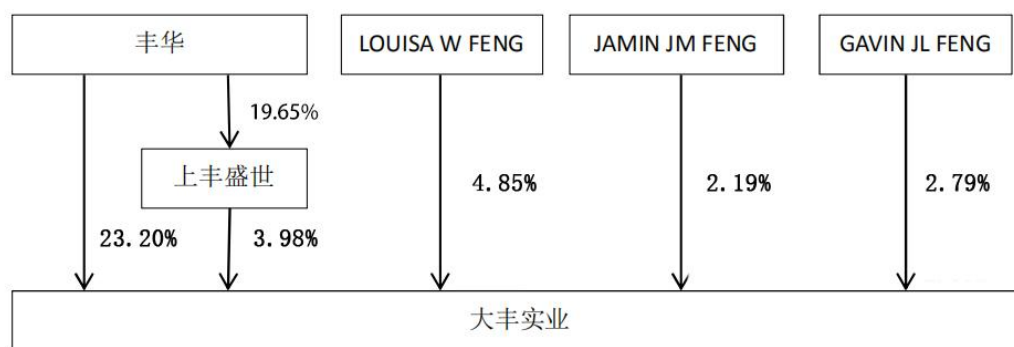 丰华
LOUISA W FENG
JAMIN JM FENG
GAVIN JL FENG
19.65%
上丰盛世
4.85%
2.19%
2.79%
23.20%
3.98%
大丰实业